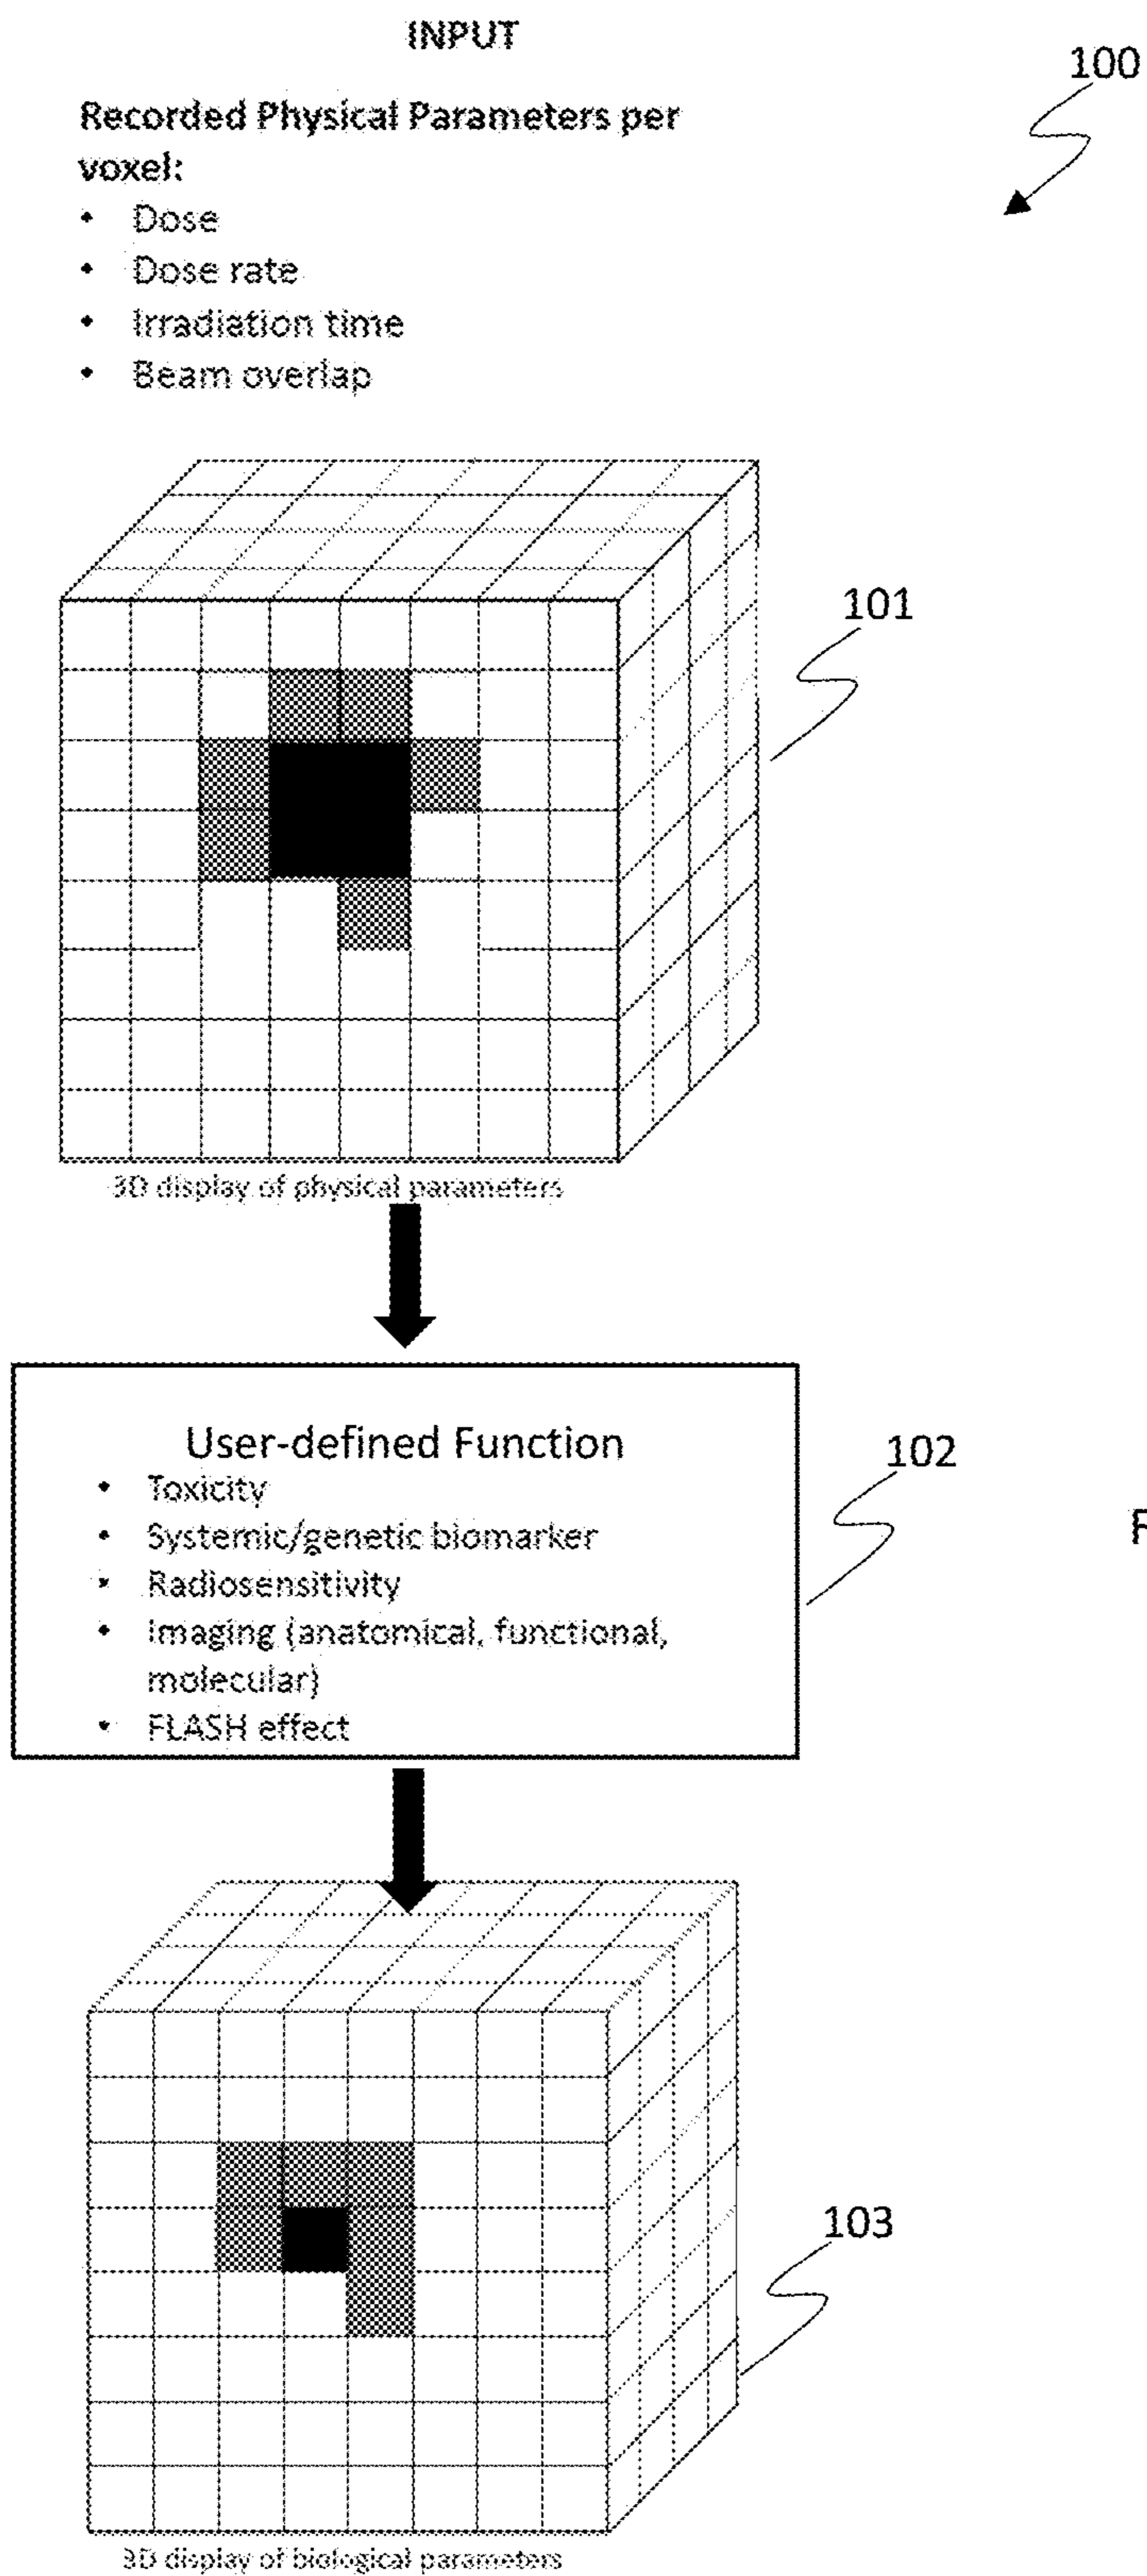 INPUT
100
Recorded Physical Parameters per
voxel:
• Dose
• Dose rate
• Irradiation time
• Beam overlap
101
3D display of physical parameters
User-defined Function
102
• Toxicity
• Systemic/genetic biomarker
• Radiosensitivity
• Imaging (anatomical, functional,
molecular)
• FLASH effect
F
103
3D display of biological parameters